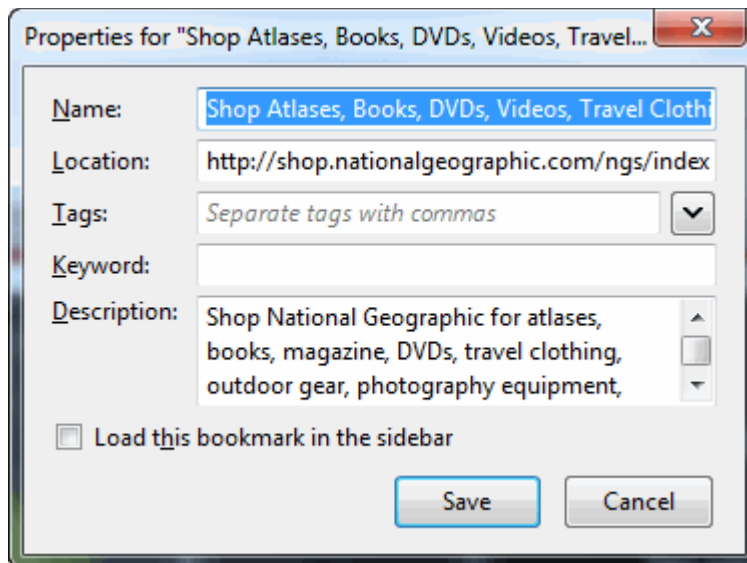 Properties for "Shop Atlases, Books, DVDs, Videos, Travel...
Name: Shop Atlases, Books, DVDs, Videos, Travel Clothi
Location: http://shop.nationalgeographic.com/ngs/index
Tags: Separate tags with commas
Keyword:
Description: Shop National Geographic for atlases,
books, magazine, DVDs, travel clothing,
outdoor gear, photography equipment,
Load this bookmark in the sidebar
Save Cancel